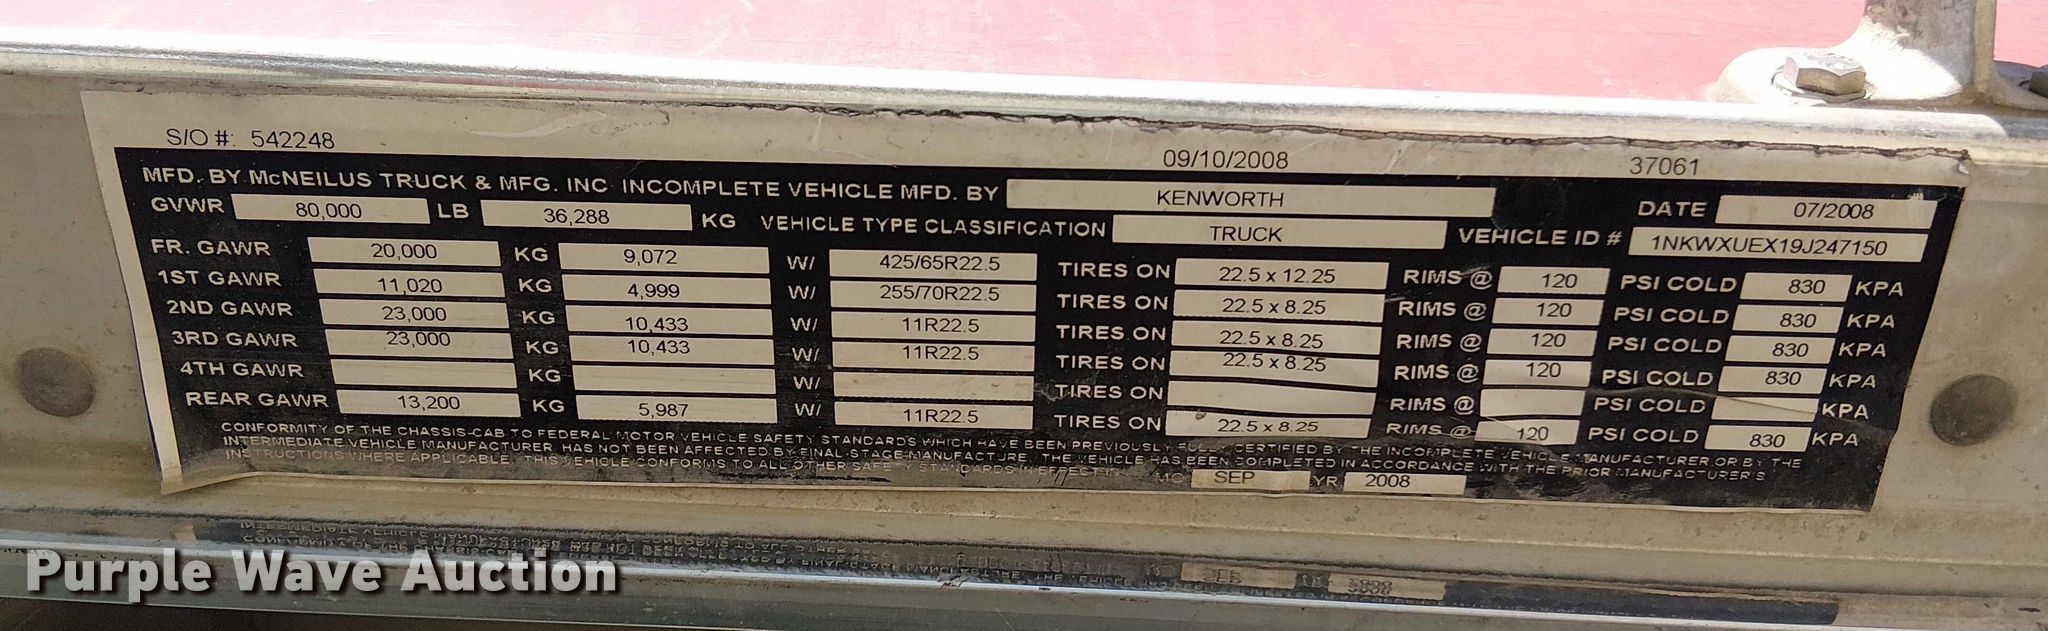 S/O #: 542248 09/10/2008 37061
MFD. BY McNEILUS TRUCK & MFG. INC INCOMPLETE VEHICLE MFD. BY KENWORTH DATE 07/2008
GVWR 80,000 LB 36,288 KG VEHICLE TYPE CLASSIFICATION TRUCK VEHICLE ID # 1NKWXUEX19J247150
FR. GAWR 20,000 KG 9,072 W/ 425/65R22.5 TIRES ON 22.5 x 12.25 RIMS @ 120 PSI COLD 830 KPA
1ST GAWR 11,020 KG 4,999 W/ 255/70R22.5 TIRES ON 22.5 x 8.25 RIMS @ 120 PSI COLD 830 KPA
2ND GAWR 23,000 KG 10,433 W/ 11R22.5 TIRES ON 22.5 x 8.25 RIMS @ 120 PSI COLD 830 KPA
3RD GAWR 23,000 KG 10,433 W/ 11R22.5 TIRES ON 22.5 x 8.25 RIMS @ 120 PSI COLD 830 KPA
4TH GAWR KG W/ TIRES ON RIMS @ PSI COLD KPA
REAR GAWR 13,200 KG 5,987 W/ 11R22.5 TIRES ON 22.5 x 8.25 RIMS @ 120 PSI COLD 830 KPA
CONFORMITY OF THE CHASSIS-CAB TO FEDERAL MOTOR VEHICLE SAFETY STANDARDS WHICH HAVE BEEN PREVIOUSLY FULLY CERTIFIED BY THE INCOMPLETE VEHICLE MANUFACTURER OR BY THE
INTERMEDIATE VEHICLE MANUFACTURER HAS NOT BEEN AFFECTED BY FINAL-STAGE MANUFACTURE. THE VEHICLE HAS BEEN COMPLETED IN ACCORDANCE WITH THE PRIOR MANUFACTURER'S
INSTRUCTIONS WHERE APPLICABLE. THIS VEHICLE CONFORMS TO ALL OTHER SAFETY STANDARDS IN EFFECT IN
SEP YR 2008
Purple Wave Auction